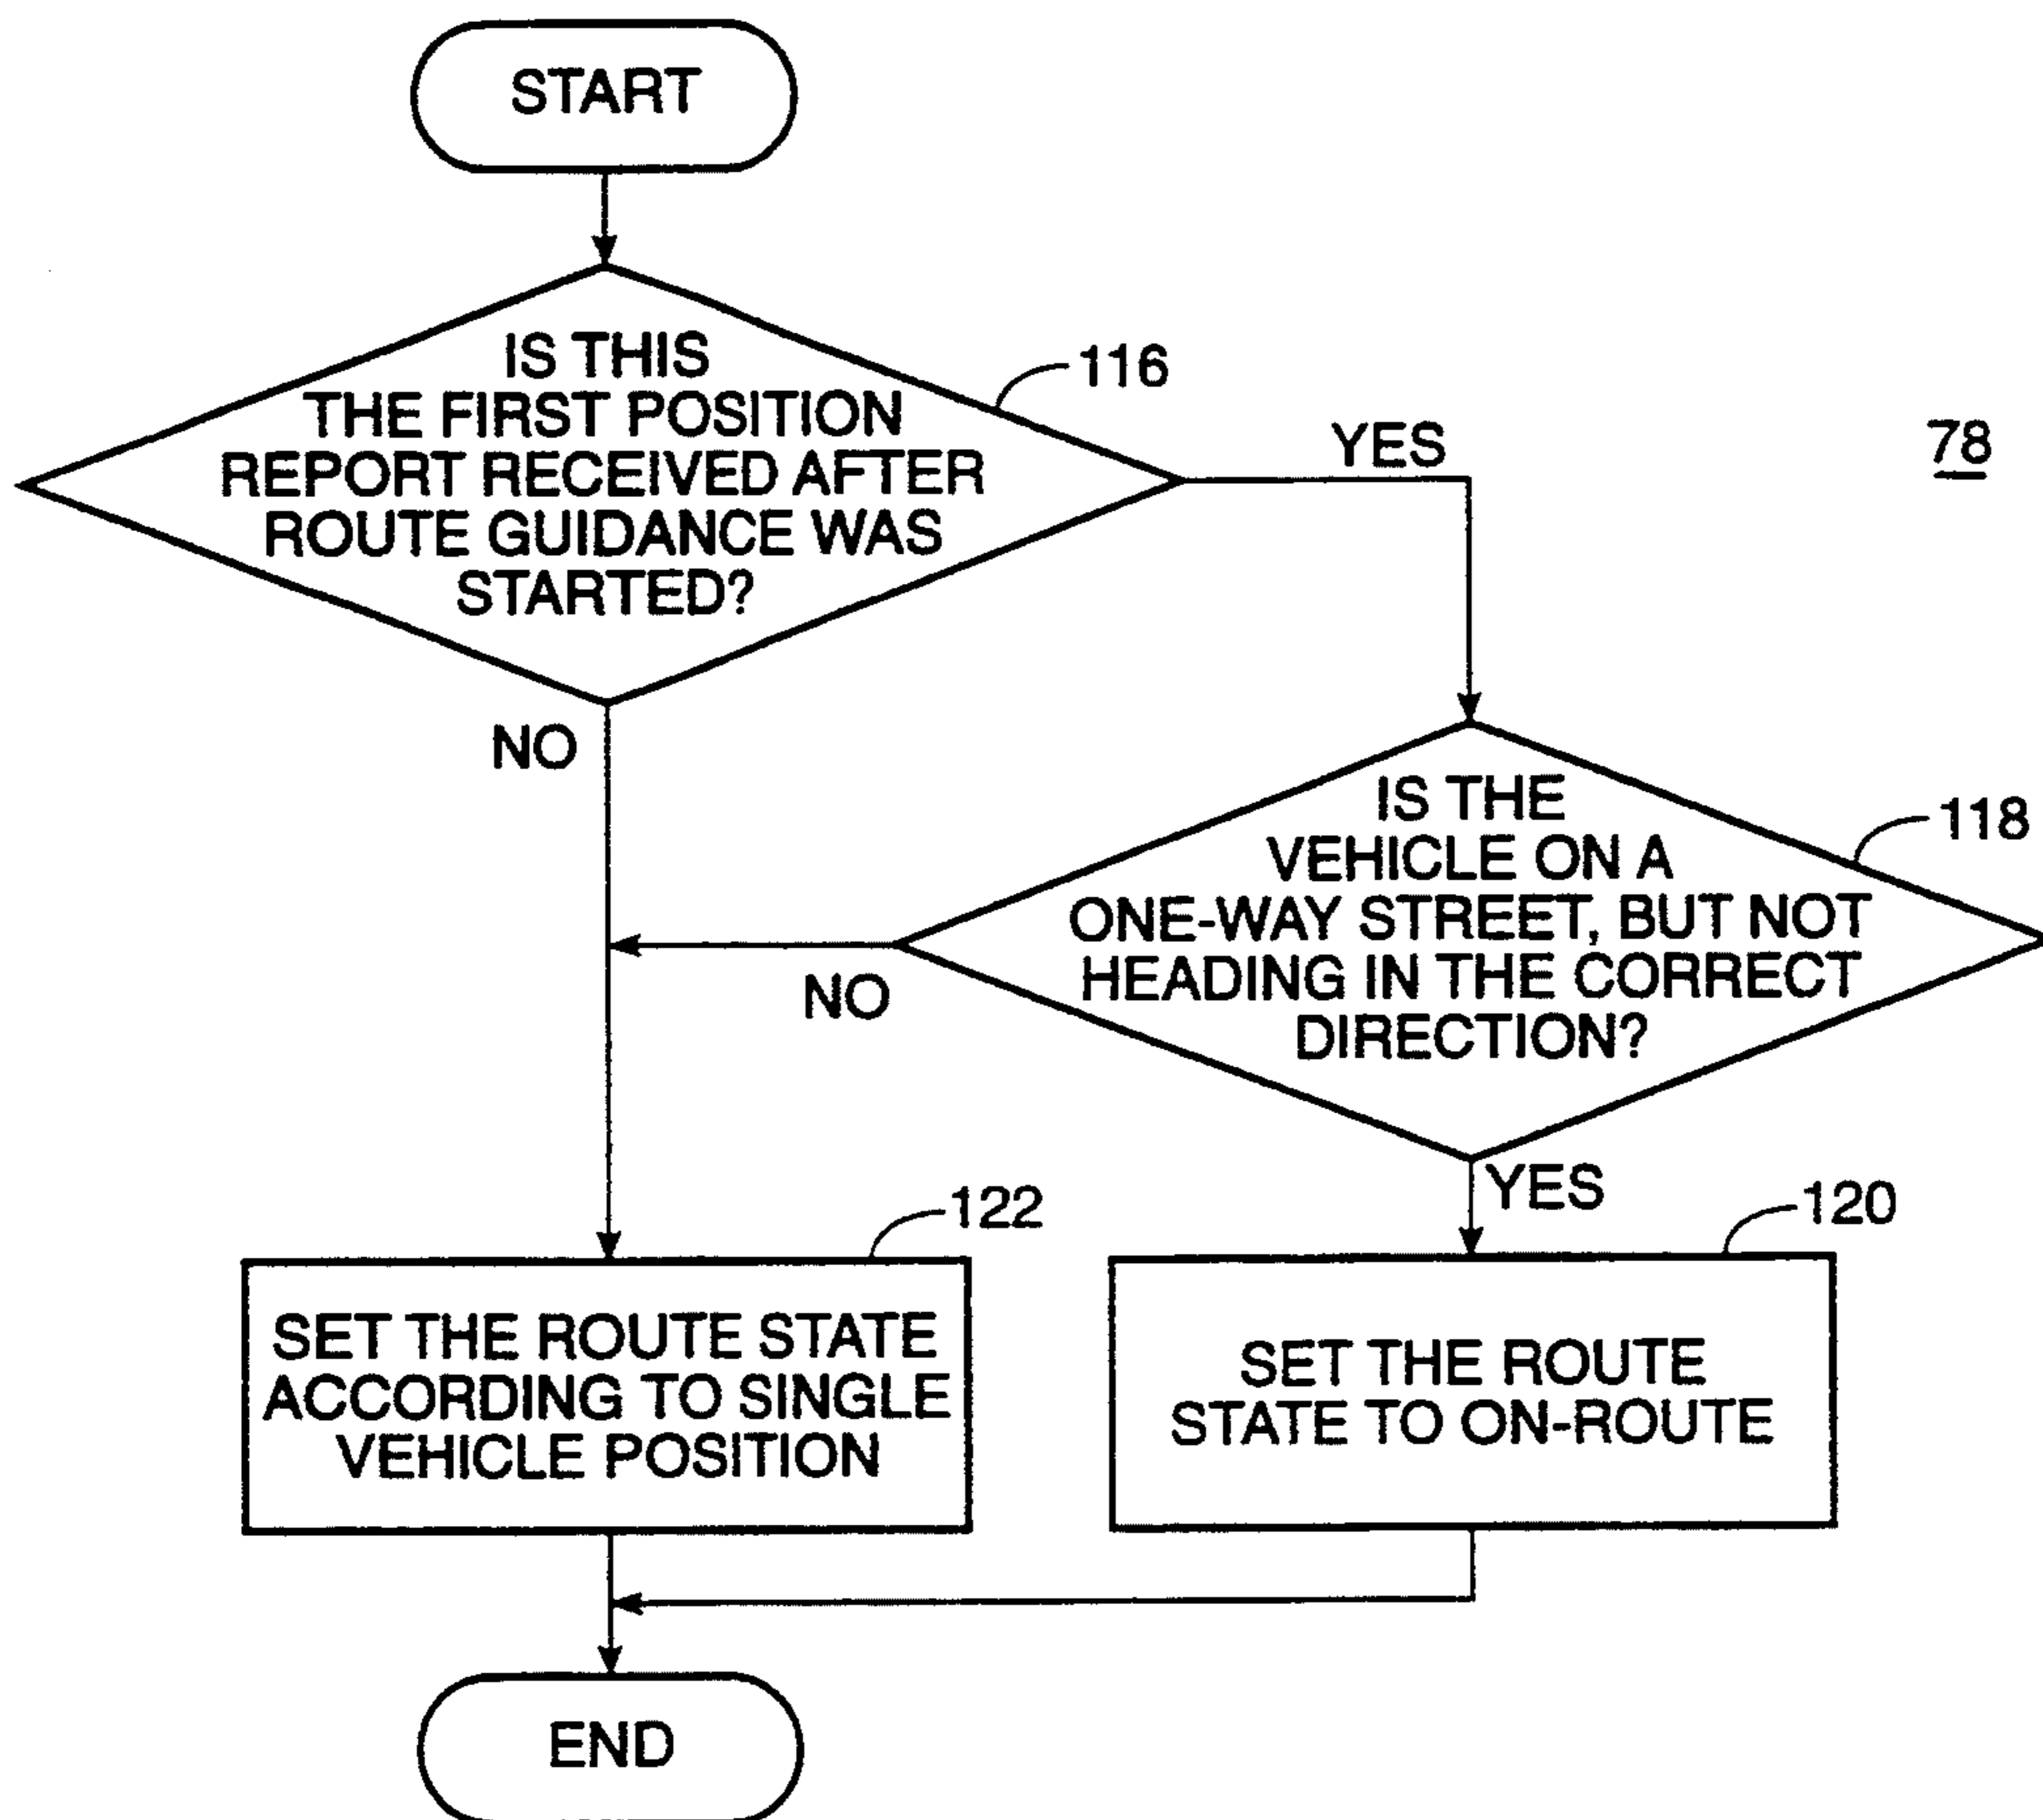 START
IS THIS
THE FIRST POSITION
REPORT RECEIVED AFTER
ROUTE GUIDANCE WAS
STARTED?
116
YES
78
NO
IS THE
VEHICLE ON A
ONE-WAY STREET, BUT NOT
HEADING IN THE CORRECT
DIRECTION?
118
NO
YES
122
120
SET THE ROUTE STATE
ACCORDING TO SINGLE
VEHICLE POSITION
SET THE ROUTE
STATE TO ON-ROUTE
END